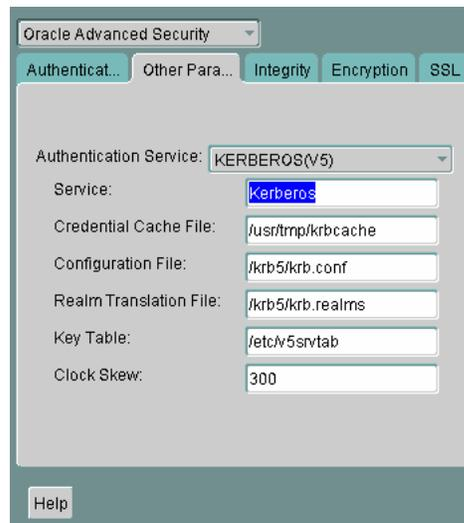 Oracle Advanced Security
Authenticat... Other Para... Integrity Encryption SSL
Authentication Service: KERBEROS(V5)
Service: Kerberos
Credential Cache File: /usr/tmp/krbcache
Configuration File: /krb5/krb.conf
Realm Translation File: /krb5/krb.realms
Key Table: /etc/v5srvtab
Clock Skew: 300
Help